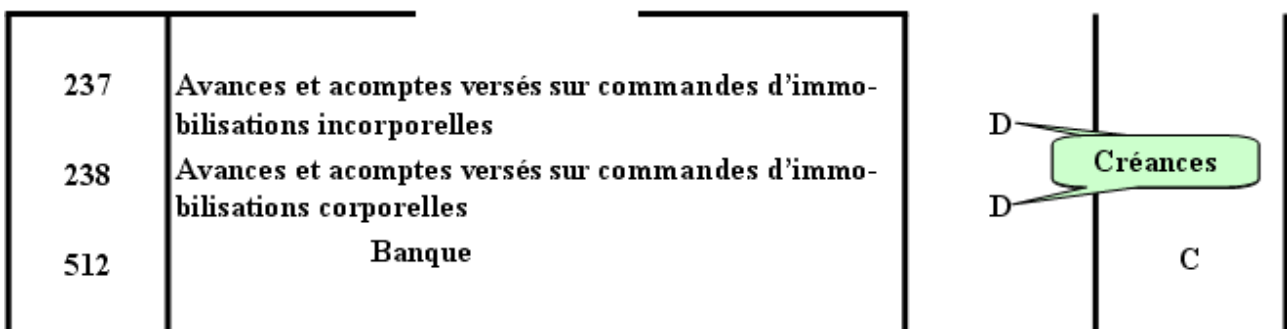 237 Avances et acomptes versés sur commandes d'immo-
bilisations incorporelles D
Créances
238 Avances et acomptes versés sur commandes d'immo-
bilisations corporelles D
512 Banque C